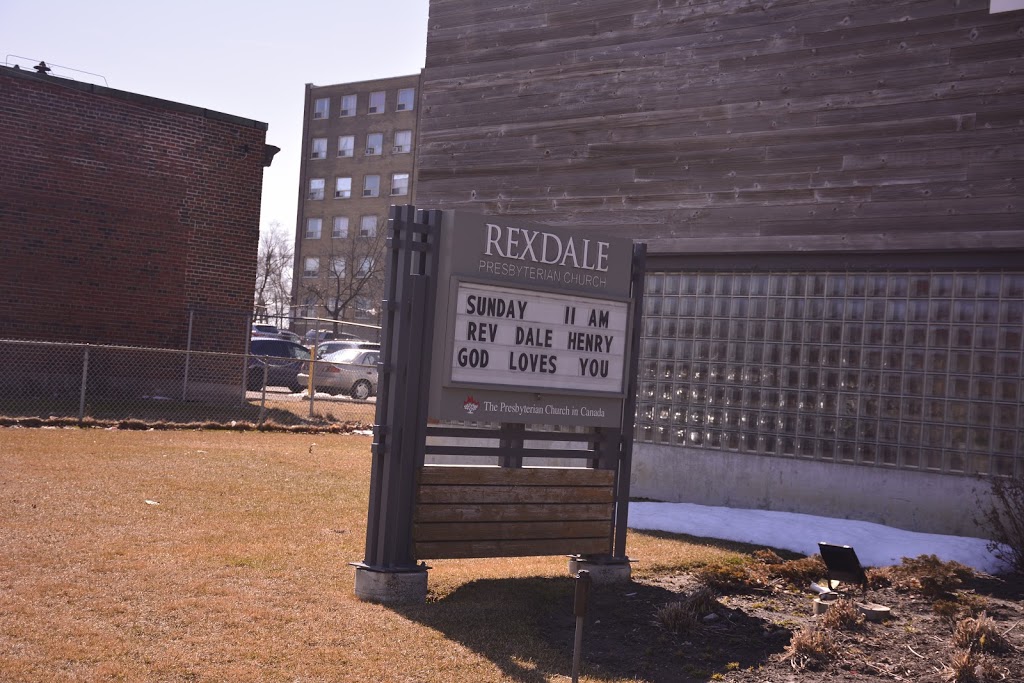 REXDALE
PRESBYTERIAN CHURCH
SUNDAY 11 AM
REV DALE HENRY
GOD LOVES YOU
The Presbyterian Church in Canada